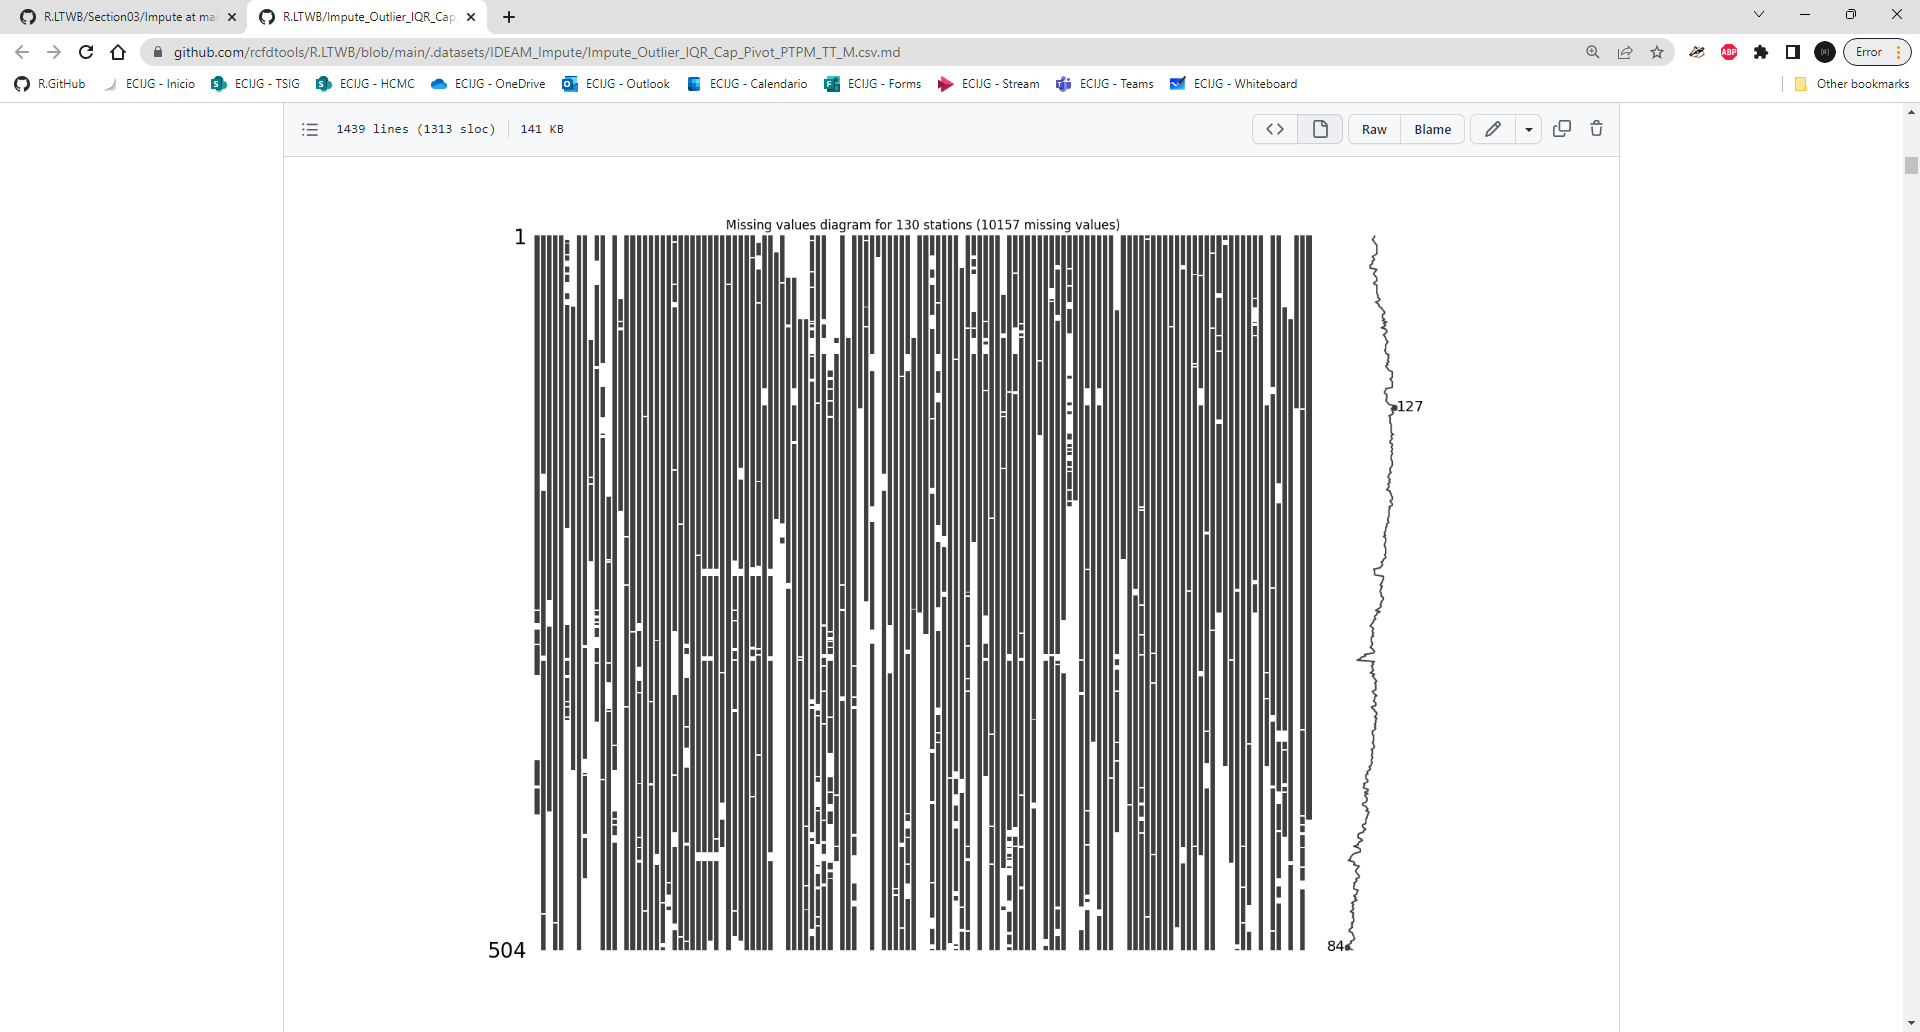 R.LTWB/Section03/Impute at mai
R.LTWB/Impute_Outlier_IQR_Cap_
github.com/rcfdtools/R.LTWB/blob/main/.datasets/IDEAM_Impute/Impute_Outlier_IQR_Cap_Pivot_PTPM_TT_M.csv.md
ABP
Error
R.GitHub
ECIJG - Inicio
ECIJG - TSIG
ECIJG - HCMC
ECIJG - OneDrive
ECIJG - Outlook
ECIJG - Calendario
ECIJG - Forms
ECIJG - Stream
ECIJG - Teams
ECIJG - Whiteboard
Other bookmarks
1439 lines (1313 sloc)
141 KB
Raw
Blame
Missing values diagram for 130 stations (10157 missing values)
1
127
504
84